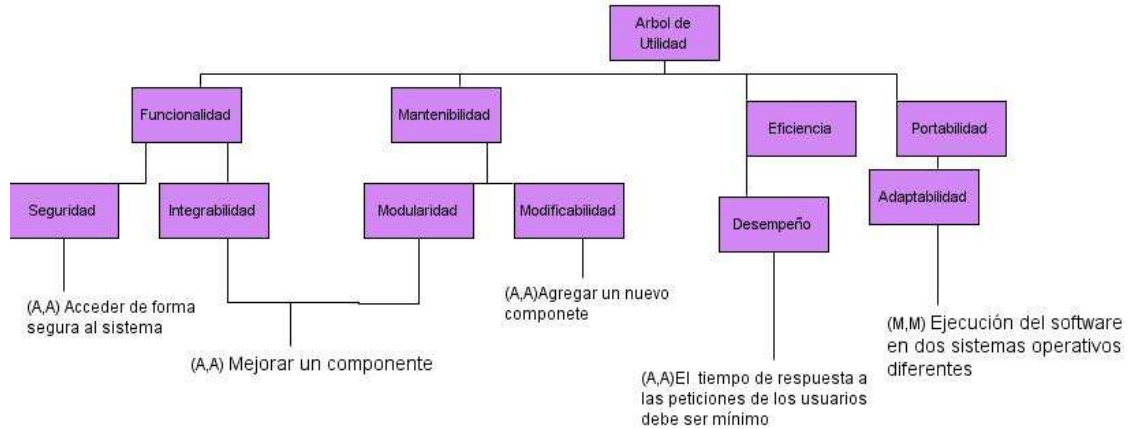 Arbol de
Utilidad
Funcionalidad
Mantenibilidad
Eficiencia
Portabilidad
Seguridad
Integrabilidad
Modularidad
Modificabilidad
Desempeño
Adaptabilidad
(A,A) Acceder de forma
segura al sistema
(A,A) Mejorar un componente
(A,A)Agregar un nuevo
componete
(A,A)El tiempo de respuesta a
las peticiones de los usuarios
debe ser mínimo
(M,M) Ejecución del software
en dos sistemas operativos
diferentes